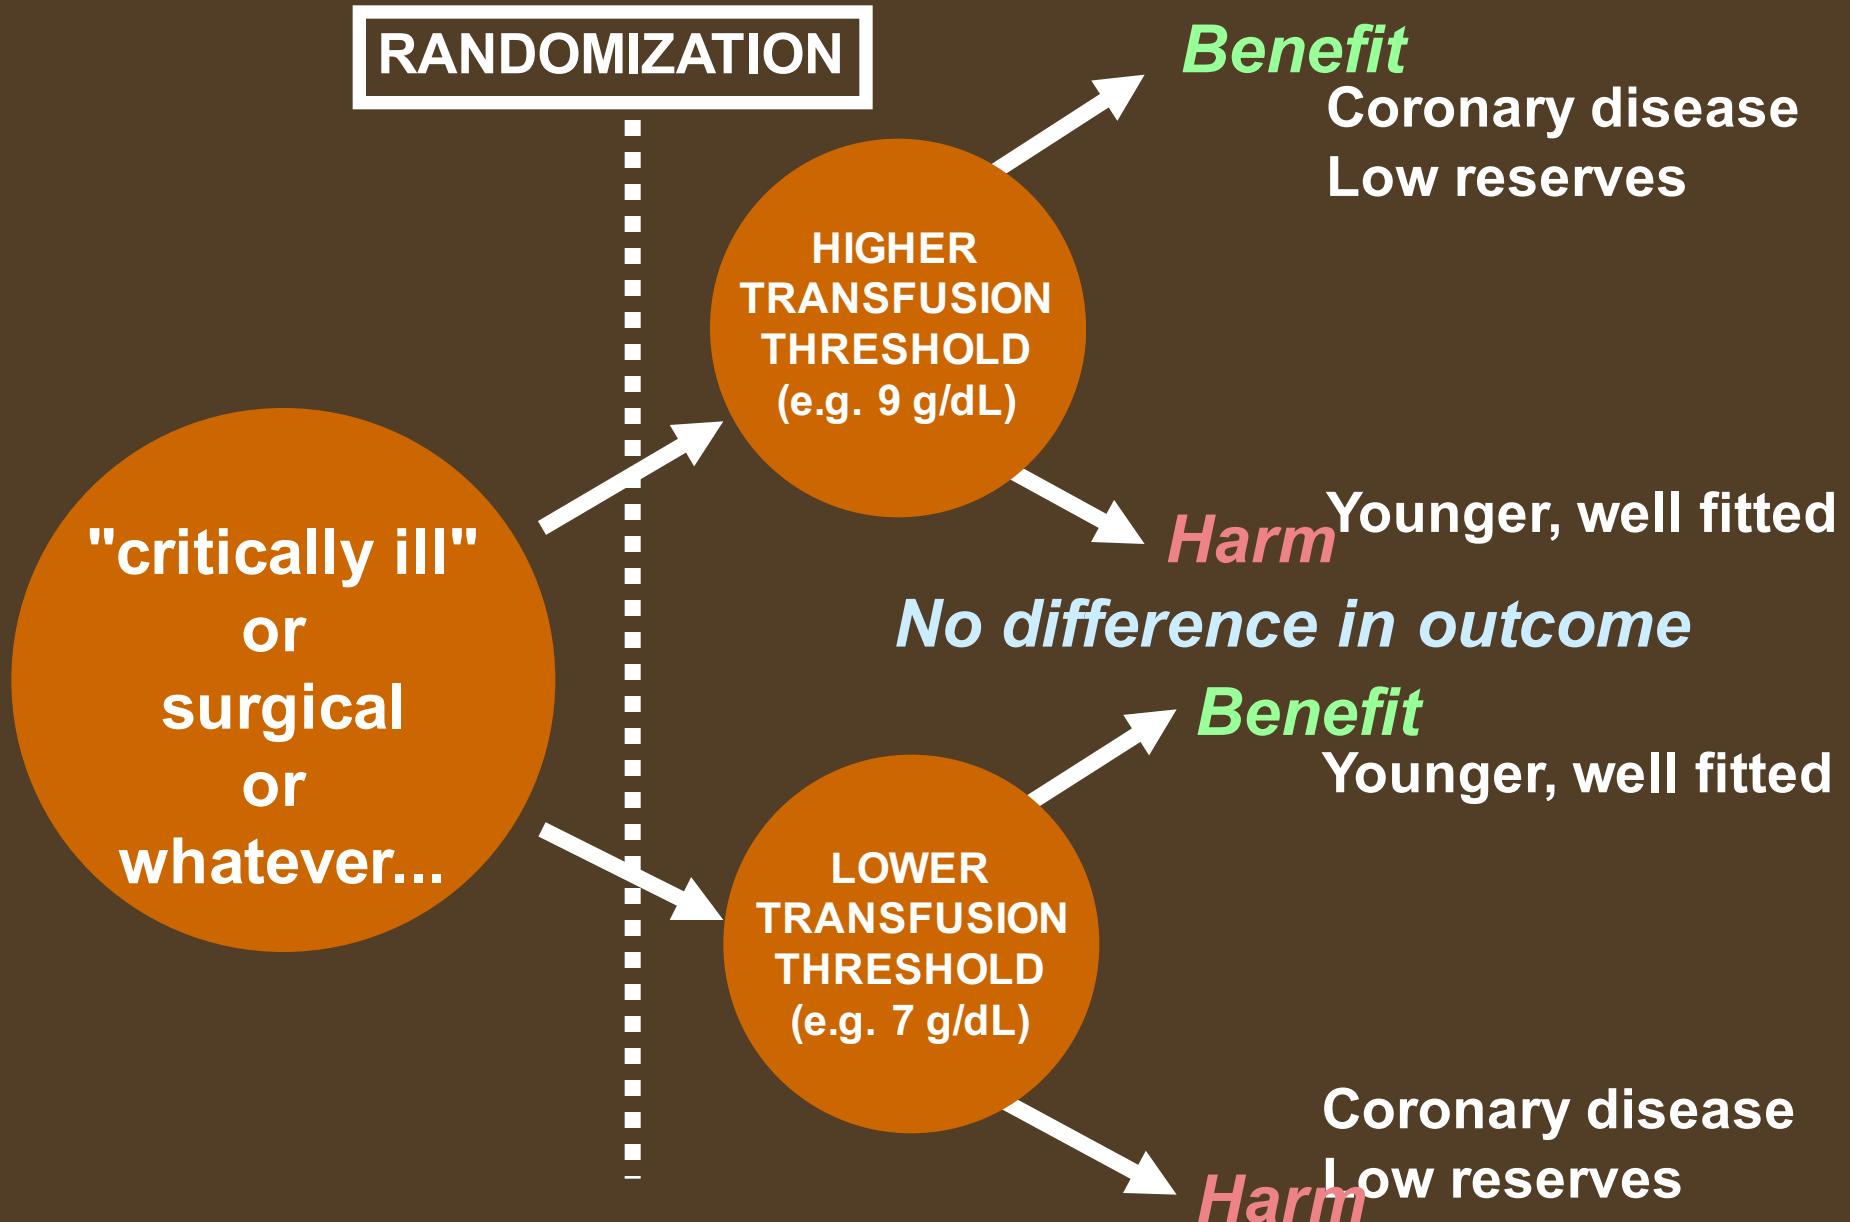 RANDOMIZATION
Benefit
Coronary disease
Low reserves
HIGHER
TRANSFUSION
THRESHOLD
(e.g. 9 g/dL)
Harm
Younger, well fitted
"critically ill"
or
surgical
or
whatever...
No difference in outcome
Benefit
Younger, well fitted
LOWER
TRANSFUSION
THRESHOLD
(e.g. 7 g/dL)
Coronary disease
Low reserves
Harm